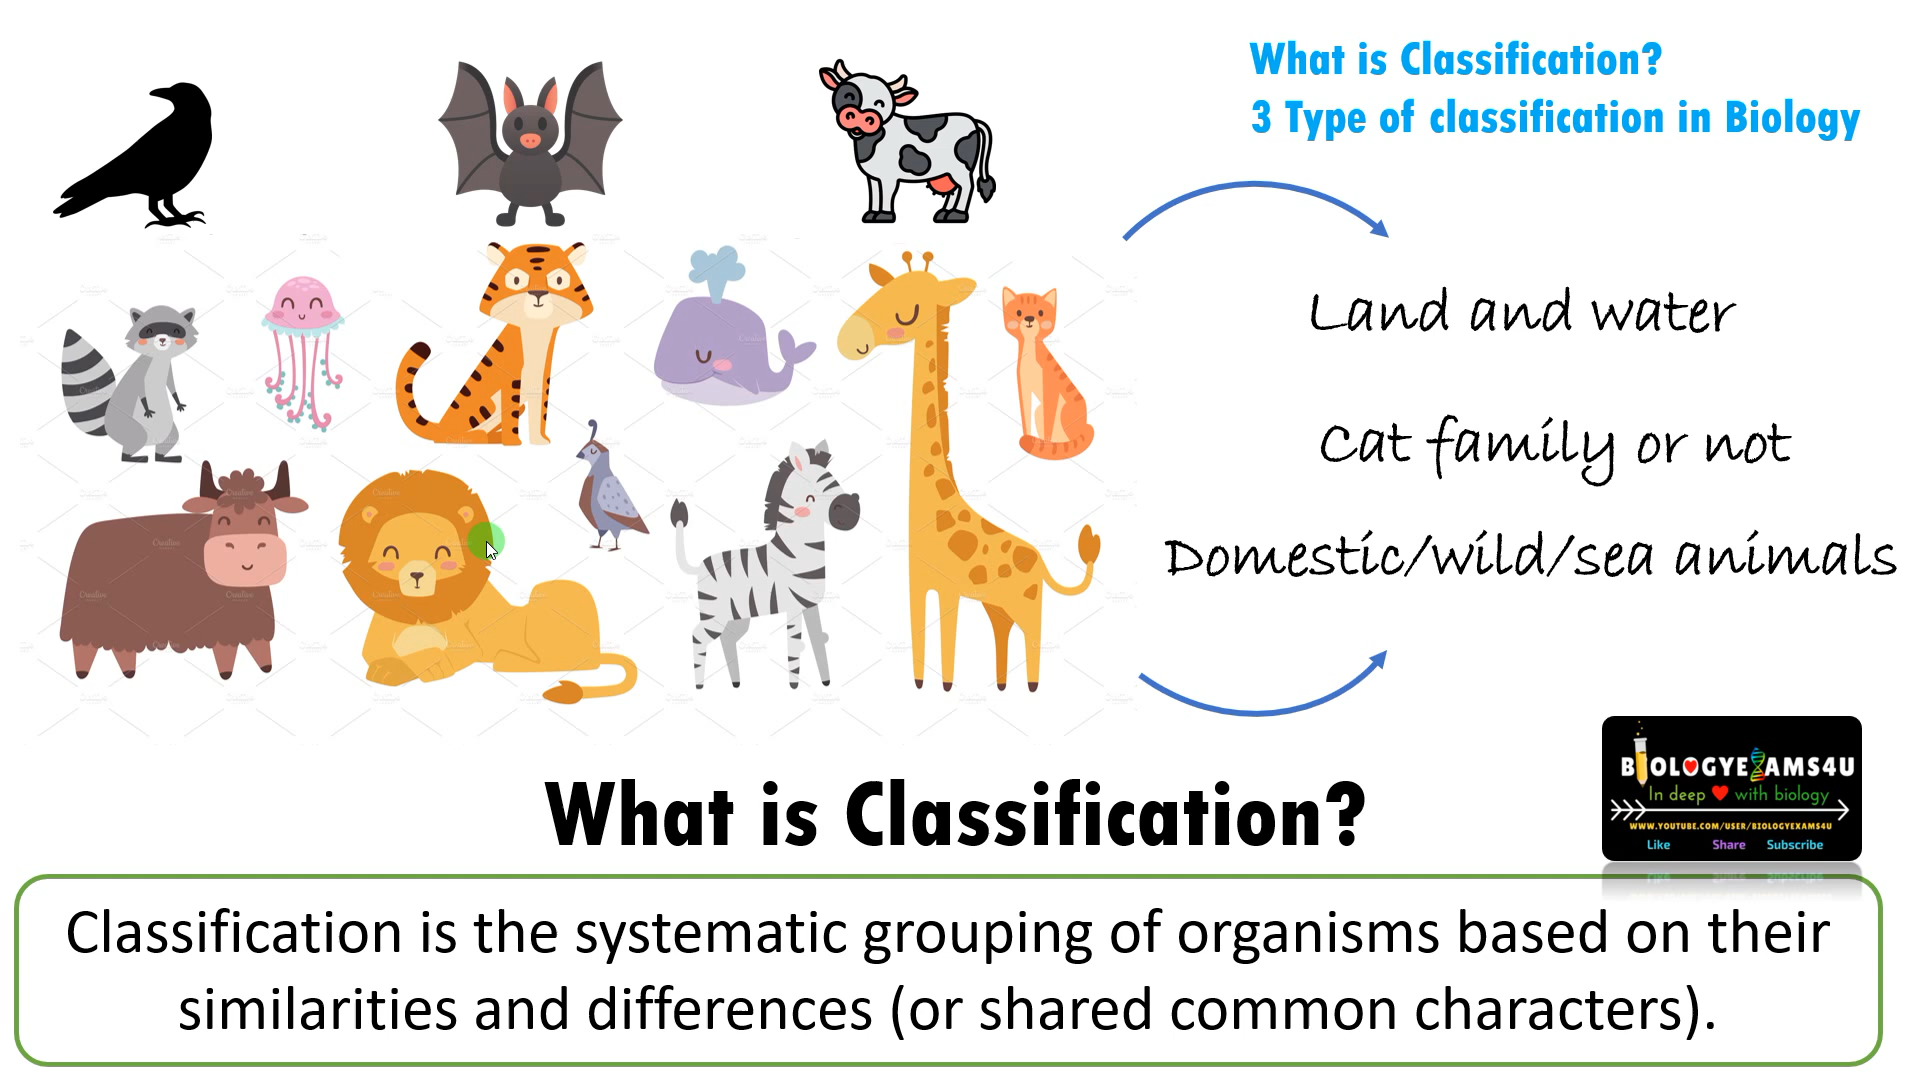 What is Classification?
3 Type of classification in Biology
Land and water
Cat family or not
Domestic/wild/sea animals
What is Classification?
BIOLOGYEXAMS4U
In deep ❤ with biology
WWW.YOUTUBE.COM/USER/BIOLOGYEXAMS4U
Like Share Subscribe
Classification is the systematic grouping of organisms based on their
similarities and differences (or shared common characters).